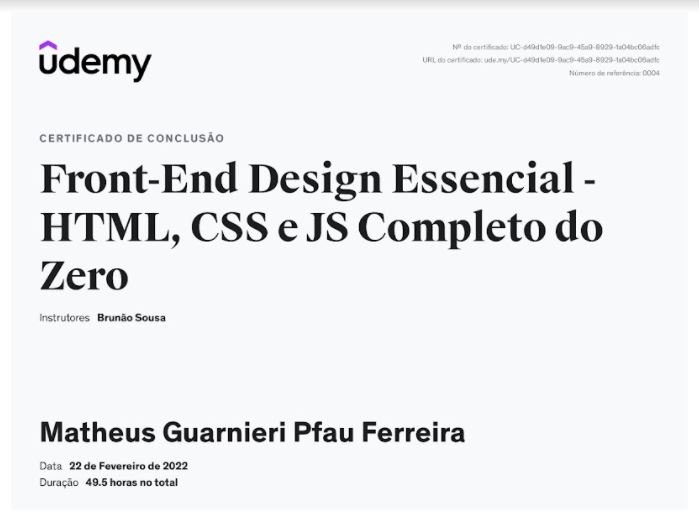 udemy
Nº do certificado: UC-d49d1e09-9ac9-45a9-8929-1a04bc06adfc
URL do certificado: ude.my/UC-d49d1e09-9ac9-45a9-8929-1a04bc06adfc
Número de referência: 0004
CERTIFICADO DE CONCLUSÃO
Front-End Design Essencial -
HTML, CSS e JS Completo do
Zero
Instrutores Brunão Sousa
Matheus Guarnieri Pfau Ferreira
Data 22 de Fevereiro de 2022
Duração 49.5 horas no total